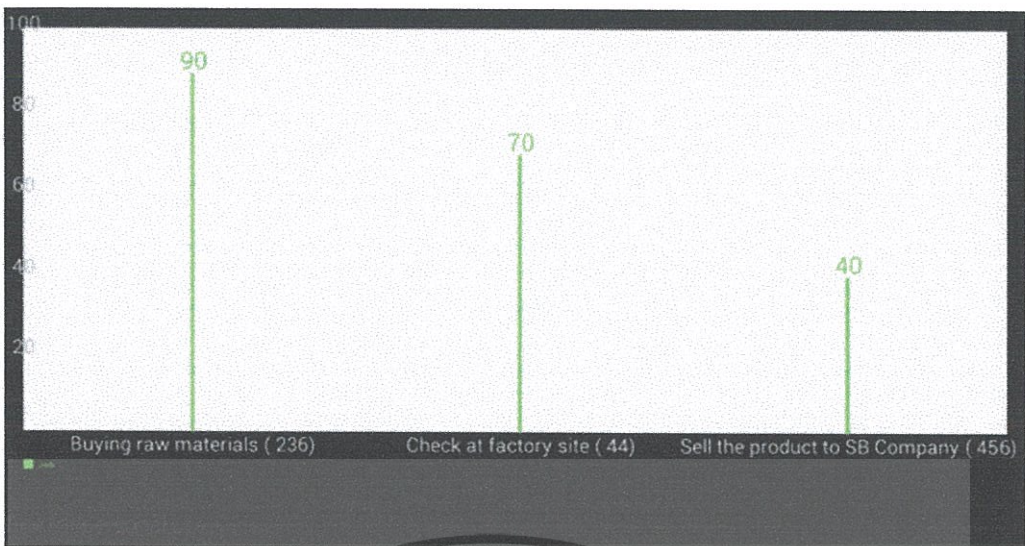 100
90
80
70
60
40
40
20
Buying raw materials ( 236)
Check at factory site ( 44)
Sell the product to SB Company ( 456)